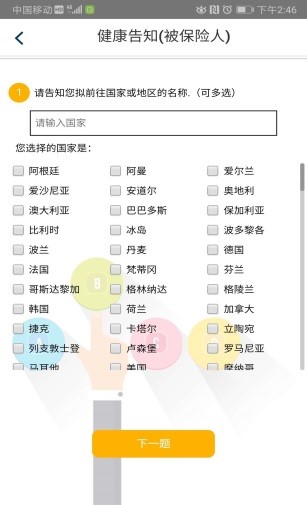 中国移动 HD 下午2:46
健康告知(被保险人)
1 请告知您拟前往国家或地区的名称.（可多选）
请输入国家
您选择的国家是：
阿根廷 阿曼 爱尔兰
爱沙尼亚 安道尔 奥地利
澳大利亚 巴巴多斯 保加利亚
比利时 冰岛 波多黎各
波兰 丹麦 德国
法国 梵蒂冈 芬兰
哥斯达黎加 格林纳达 格陵兰
韩国 荷兰 加拿大
捷克 卡塔尔 立陶宛
列支敦士登 卢森堡 罗马尼亚
马耳他 美国 摩纳哥
B
下一题